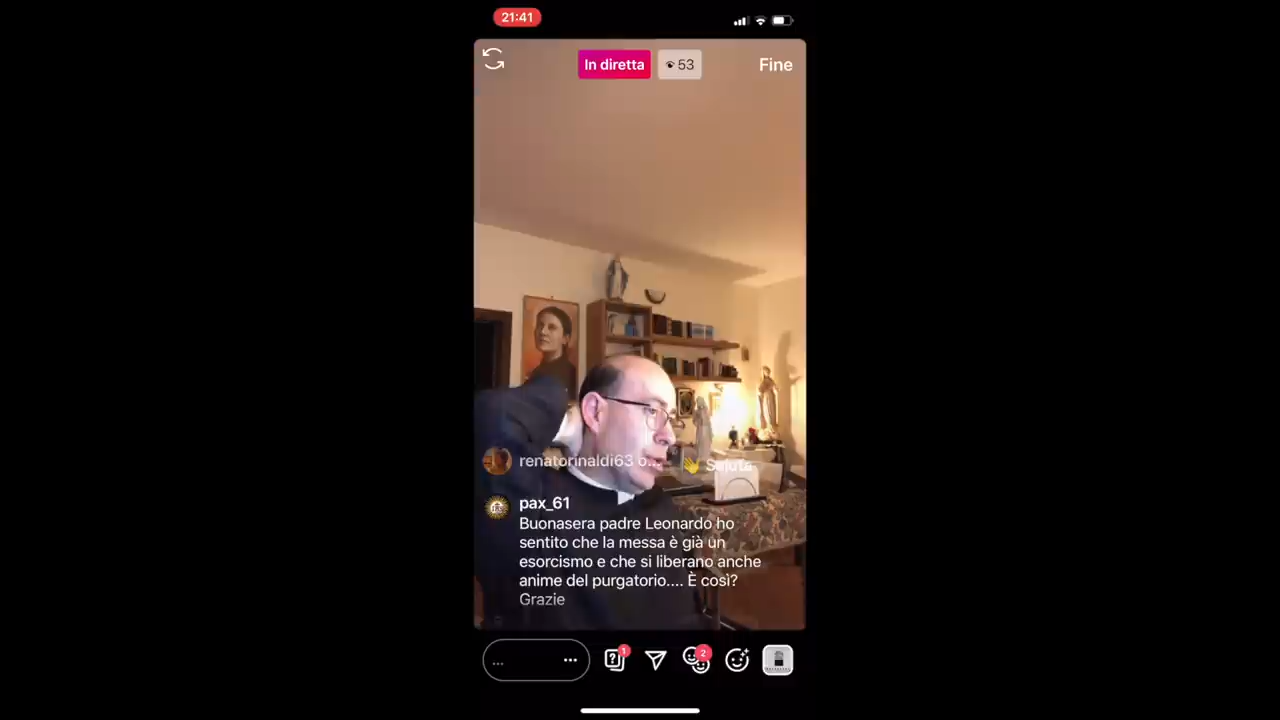 21:41
In diretta 53 Fine
renatorinaldi63 o... 👋 Saluta
pax_61
Buonasera padre Leonardo ho
sentito che la messa è già un
esorcismo e che si liberano anche
anime del purgatorio.... È così?
Grazie
... 1 2